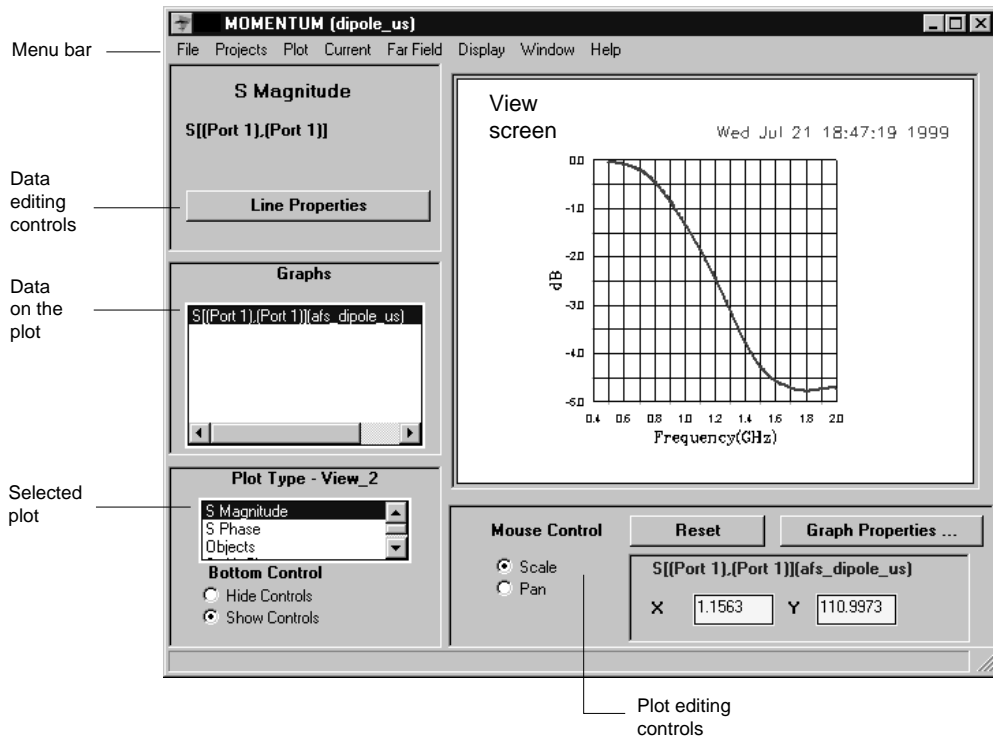 MOMENTUM (dipole_us)
Menu bar
File Projects Plot Current Far Field Display Window Help
S Magnitude
S[(Port 1),(Port 1)]
Data
editing
controls
Line Properties
Data
on the
plot
Graphs
S[(Port 1),(Port 1)](afs_dipole_us)
Selected
plot
Plot Type - View_2
S Magnitude
S Phase
Objects
Bottom Control
Hide Controls
Show Controls
View
screen
Wed Jul 21 18:47:19 1999
0.0
-1.0
-2.0
-3.0
-4.0
-5.0
dB
0.4 0.6 0.8 1.0 1.2 1.4 1.6 1.8 2.0
Frequency(GHz)
Mouse Control
Scale
Pan
Reset
Graph Properties ...
S[(Port 1),(Port 1)](afs_dipole_us)
X 1.1563 Y 110.9973
Plot editing
controls